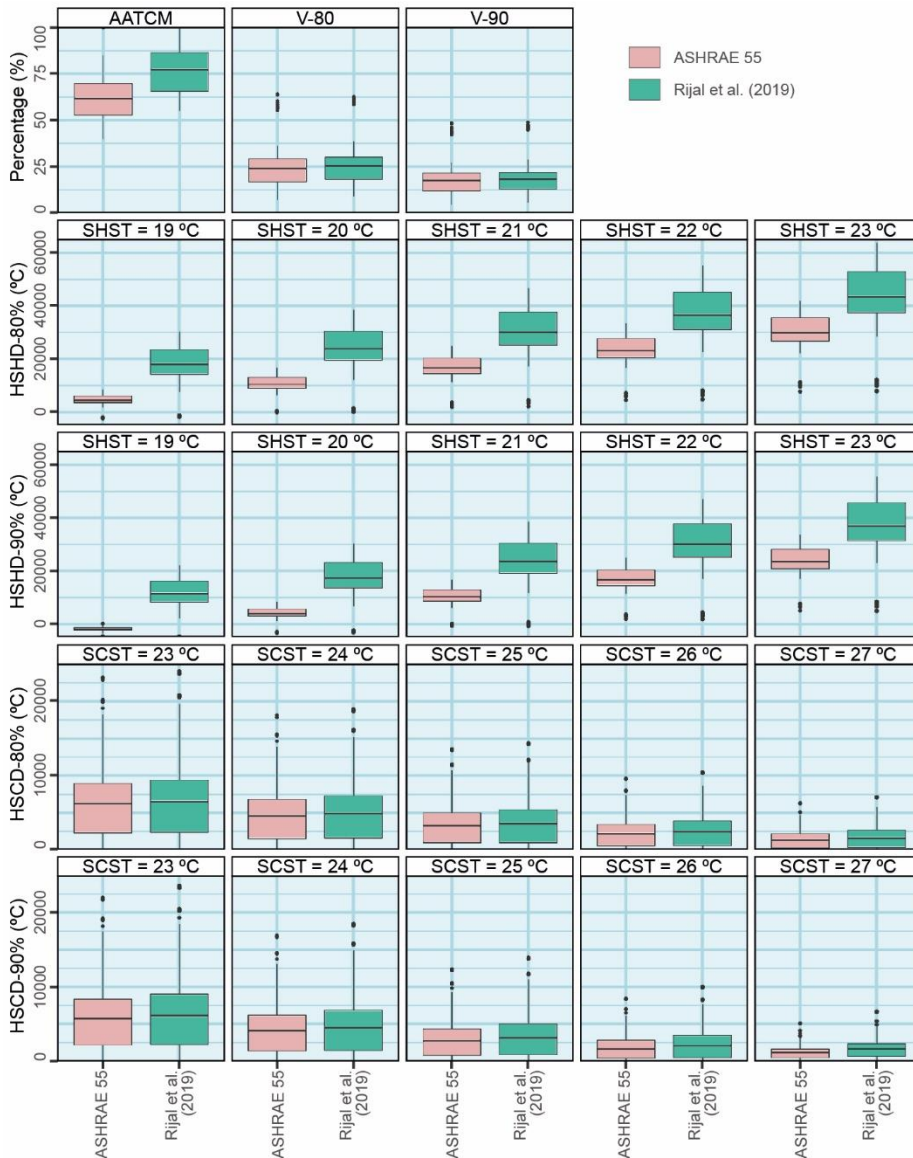 AATCM V-80 V-90
ASHRAE 55
Rijal et al. (2019)
Percentage (%)
100
75
50
25
0
SHST = 19 ºC SHST = 20 ºC SHST = 21 ºC SHST = 22 ºC SHST = 23 ºC
HSHD-80% (ºC)
60000
40000
20000
0
SHST = 19 ºC SHST = 20 ºC SHST = 21 ºC SHST = 22 ºC SHST = 23 ºC
HSHD-90% (ºC)
60000
40000
20000
0
SCST = 23 ºC SCST = 24 ºC SCST = 25 ºC SCST = 26 ºC SCST = 27 ºC
HSCD-80% (ºC)
20000
10000
0
SCST = 23 ºC SCST = 24 ºC SCST = 25 ºC SCST = 26 ºC SCST = 27 ºC
HSCD-90% (ºC)
20000
10000
0
ASHRAE 55
Rijal et al.
(2019)
ASHRAE 55
Rijal et al.
(2019)
ASHRAE 55
Rijal et al.
(2019)
ASHRAE 55
Rijal et al.
(2019)
ASHRAE 55
Rijal et al.
(2019)